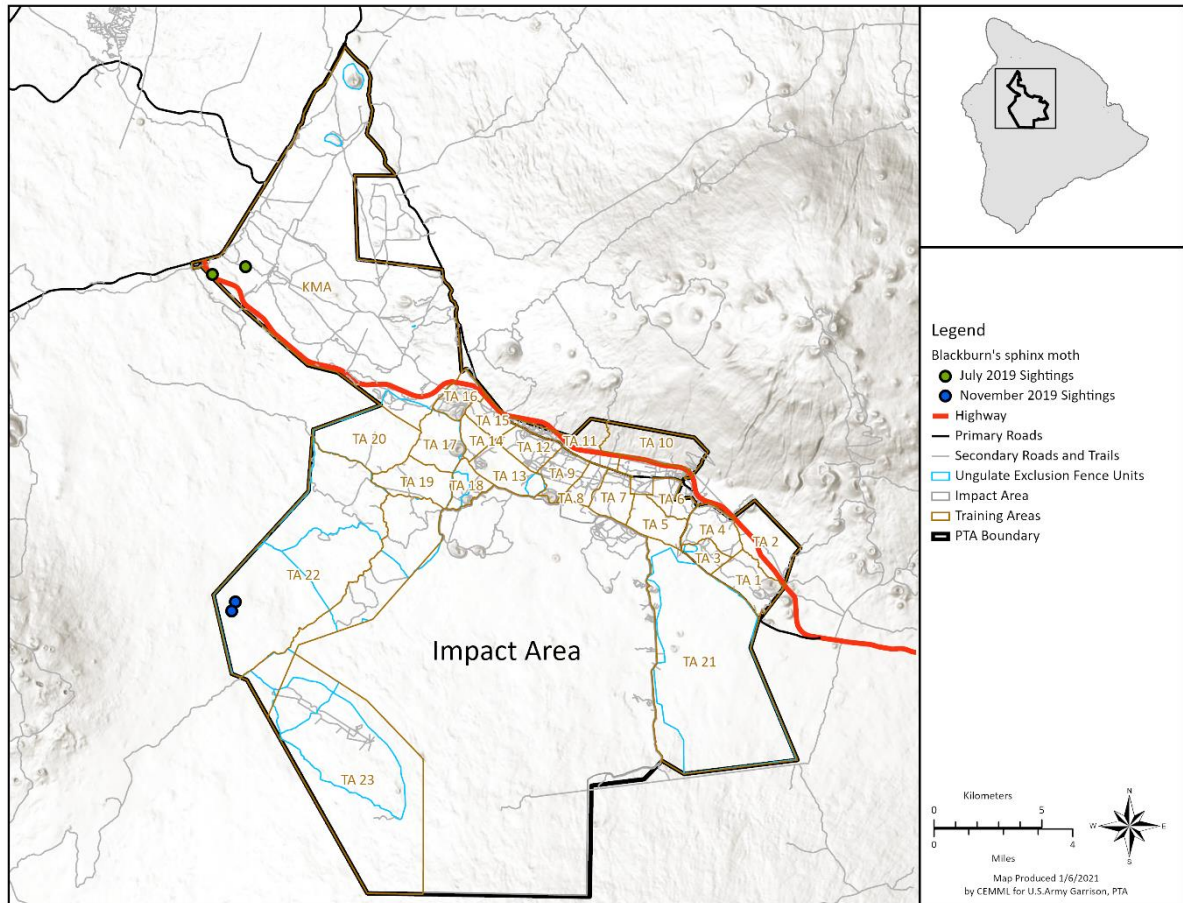 KMA
TA 16
TA 15
TA 11
TA 10
TA 20
TA 17
TA 14
TA 12
TA 19
TA 18
TA 13
TA 9
TA 8
TA 7
TA 6
TA 5
TA 4
TA 2
TA 3
TA 1
TA 22
Impact Area
TA 21
TA 23
Legend
Blackburn's sphinx moth
July 2019 Sightings
November 2019 Sightings
Highway
Primary Roads
Secondary Roads and Trails
Ungulate Exclusion Fence Units
Impact Area
Training Areas
PTA Boundary
Kilometers
0 5
0 4
Miles
N
W E
S
Map Produced 1/6/2021
by CEMML for U.S.Army Garrison, PTA